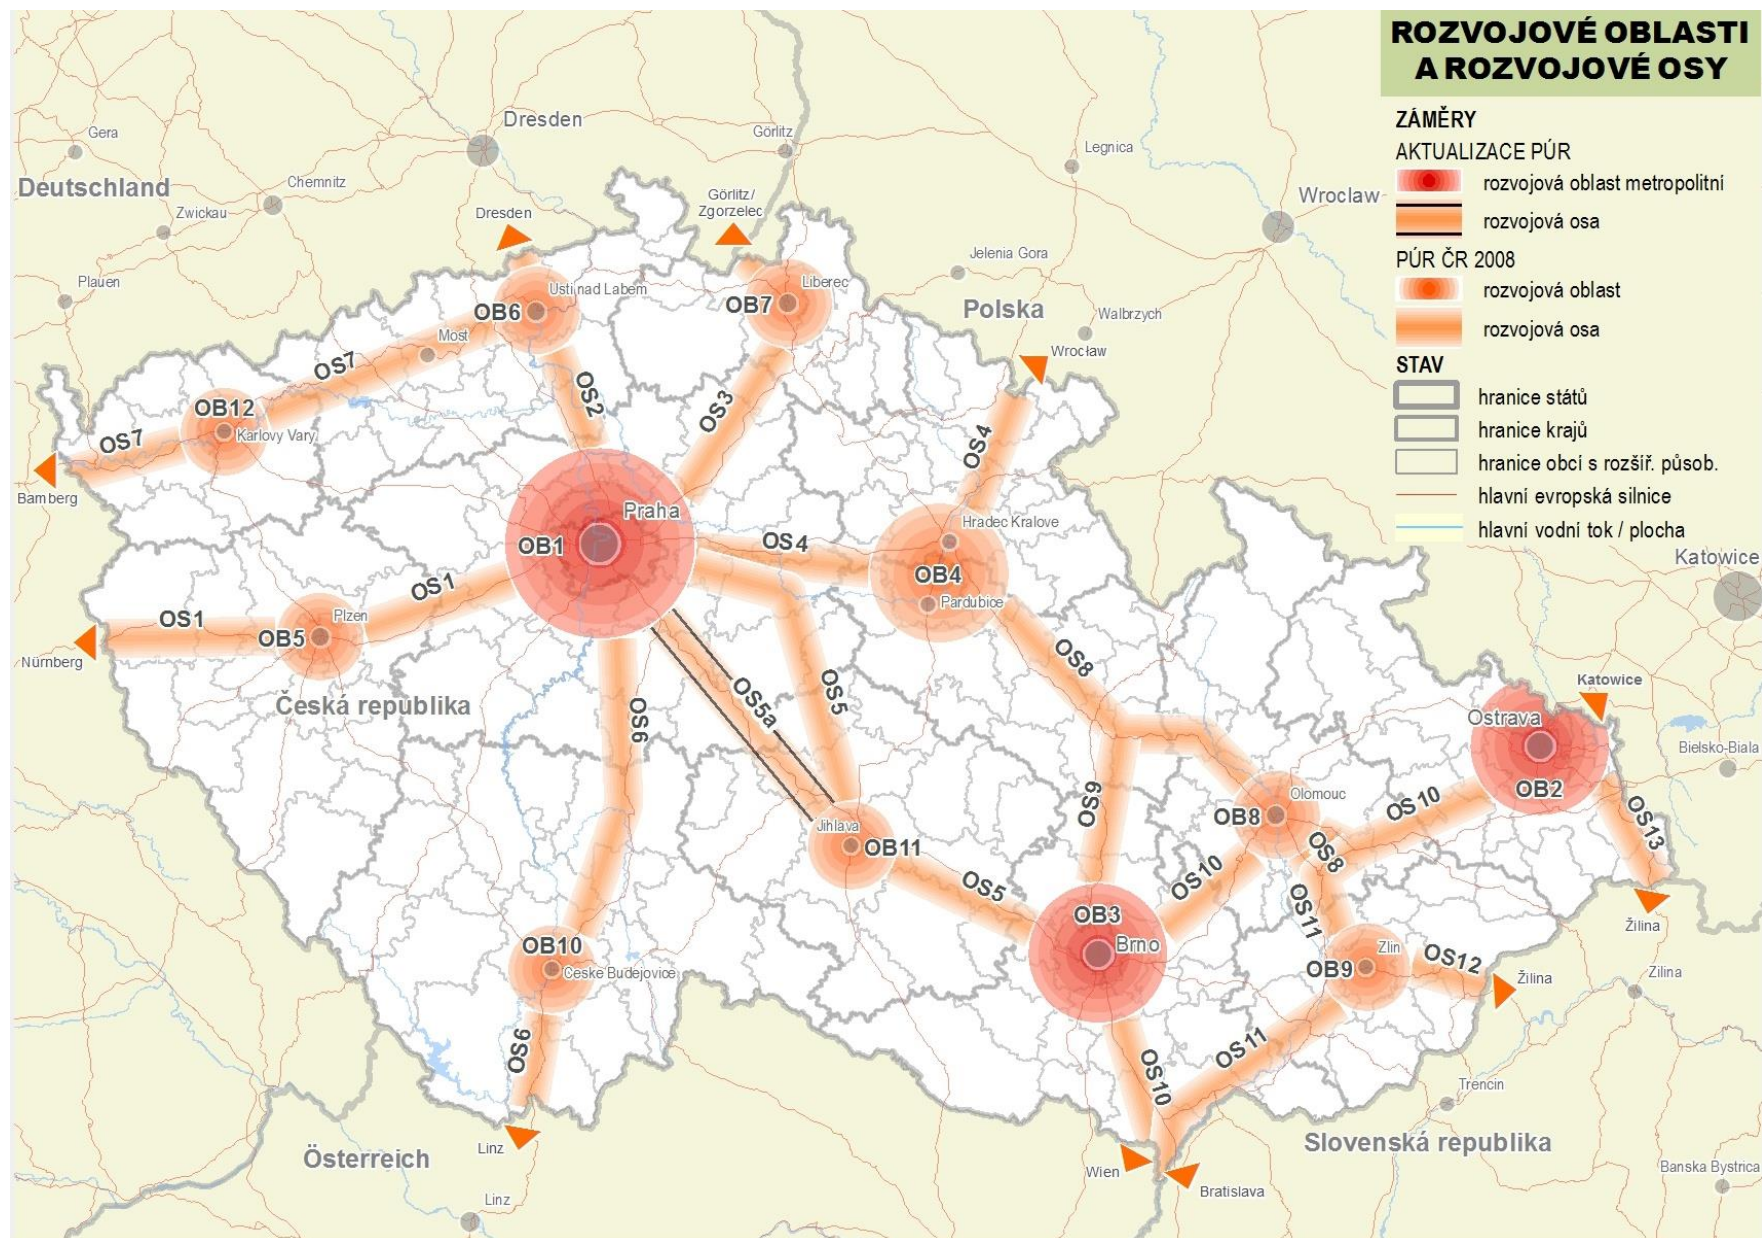 ROZVOJOVÉ OBLASTI
A ROZVOJOVÉ OSY
ZÁMĚRY
AKTUALIZACE PÚR
rozvojová oblast metropolitní
rozvojová osa
PÚR ČR 2008
rozvojová oblast
rozvojová osa
STAV
hranice států
hranice krajů
hranice obcí s rozšíř. působ.
hlavní evropská silnice
hlavní vodní tok / plocha
Gera
Dresden
Görlitz
Legnica
Deutschland
Chemnitz
Görlitz/
Zgorzelec
Wroclaw
Zwickau
Dresden
Jelenia Gora
Plauen
Usti nad Labem
Liberec
OB6
OB7
Polska
Walbrzych
Most
Wrocław
OS7
OS2
OS3
OB12
Karlovy Vary
OS7
OS4
Bamberg
Praha
Hradec Kralove
OB1
OS4
OB4
Katowice
OS1
OS1
Plzen
OB5
Pardubice
Nürnberg
OS8
Česká republika
OS6
OS5a
OS5
Katowice
Ostrava
Bielsko-Biala
OB2
OS9
Olomouc
OB8
OS10
OS13
Jihlava
OB11
OS8
OS10
OS5
OS11
OB3
Brno
Žilina
OB10
Ceske Budejovice
Zlin
OB9
OS12
Žilina
Zilina
OS6
OS10
OS11
Trencin
Linz
Österreich
Slovenská republika
Wien
Bratislava
Banska Bystrica
Linz